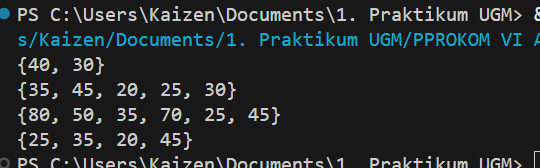 PS C:\Users\Kaizen\Documents\1. Praktikum UGM> &
s/Kaizen/Documents/1. Praktikum UGM/PPROKOM VI A
{40, 30}
{35, 45, 20, 25, 30}
{80, 50, 35, 70, 25, 45}
{25, 35, 20, 45}
PS C:\Users\Kaizen\Documents\1. Praktikum UGM>